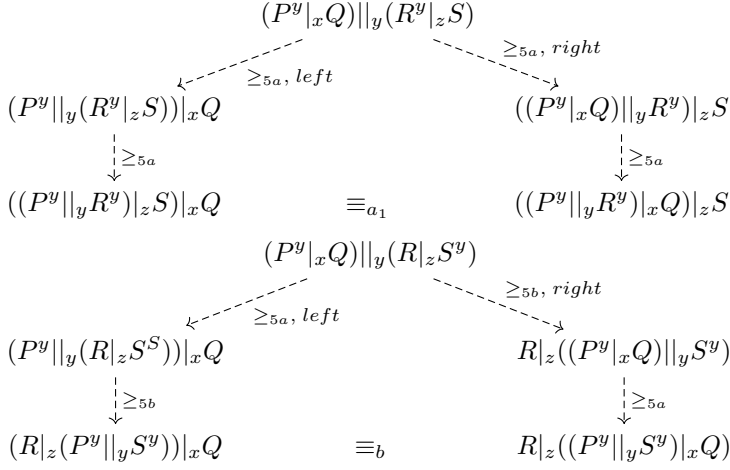 (P^y|_xQ)||_y(R^y|_zS)
≥_{5a}, left ≥_{5a}, right
(P^y||_y(R^y|_zS))|_xQ ((P^y|_xQ)||_yR^y)|_zS
≥_{5a} ≥_{5a}
((P^y||_yR^y)|_zS)|_xQ ≡_{a_1} ((P^y||_yR^y)|_xQ)|_zS
(P^y|_xQ)||_y(R|_zS^y)
≥_{5a}, left ≥_{5b}, right
(P^y||_y(R|_zS^S))|_xQ R|_z((P^y|_xQ)||_yS^y)
≥_{5b} ≥_{5a}
(R|_z(P^y||_yS^y))|_xQ ≡_b R|_z((P^y||_yS^y)|_xQ)